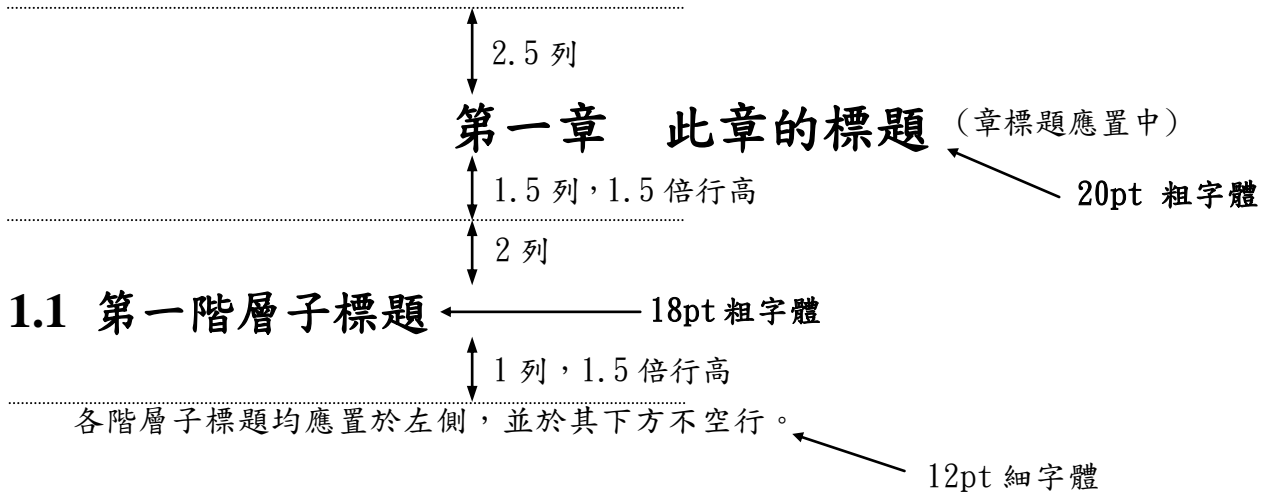 2.5 列
第一章 此章的標題 (章標題應置中)
1.5 列，1.5 倍行高
20pt 粗字體
2 列
1.1 第一階層子標題
18pt 粗字體
1 列，1.5 倍行高
各階層子標題均應置於左側，並於其下方不空行。
12pt 細字體